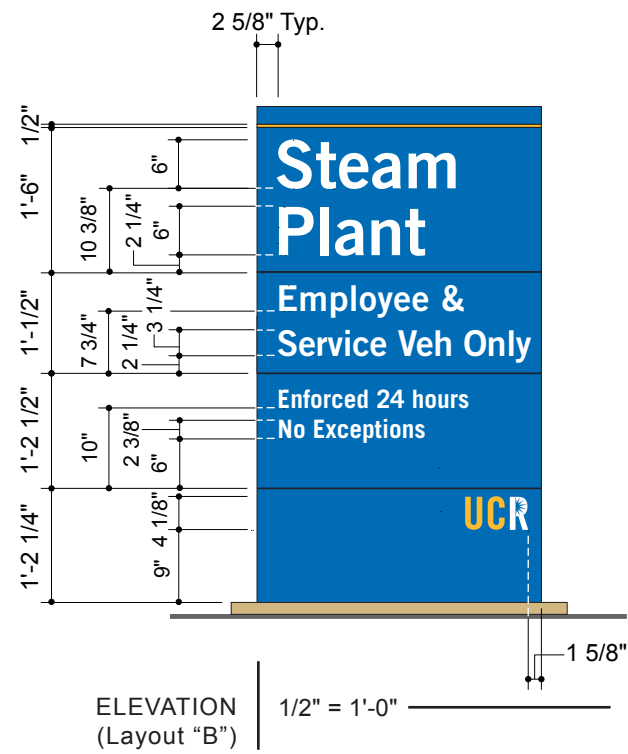 2 5/8" Typ.
1/2"
1'-6"
6"
10 3/8"
2 1/4"
6"
Steam
Plant
1'-1/2"
7 3/4"
2 1/4"
3 1/4"
Employee &
Service Veh Only
1'-2 1/2"
10"
2 3/8"
6"
Enforced 24 hours
No Exceptions
1'-2 1/4"
4 1/8"
9"
UCR
1 5/8"
ELEVATION
(Layout “B”)
1/2" = 1'-0"